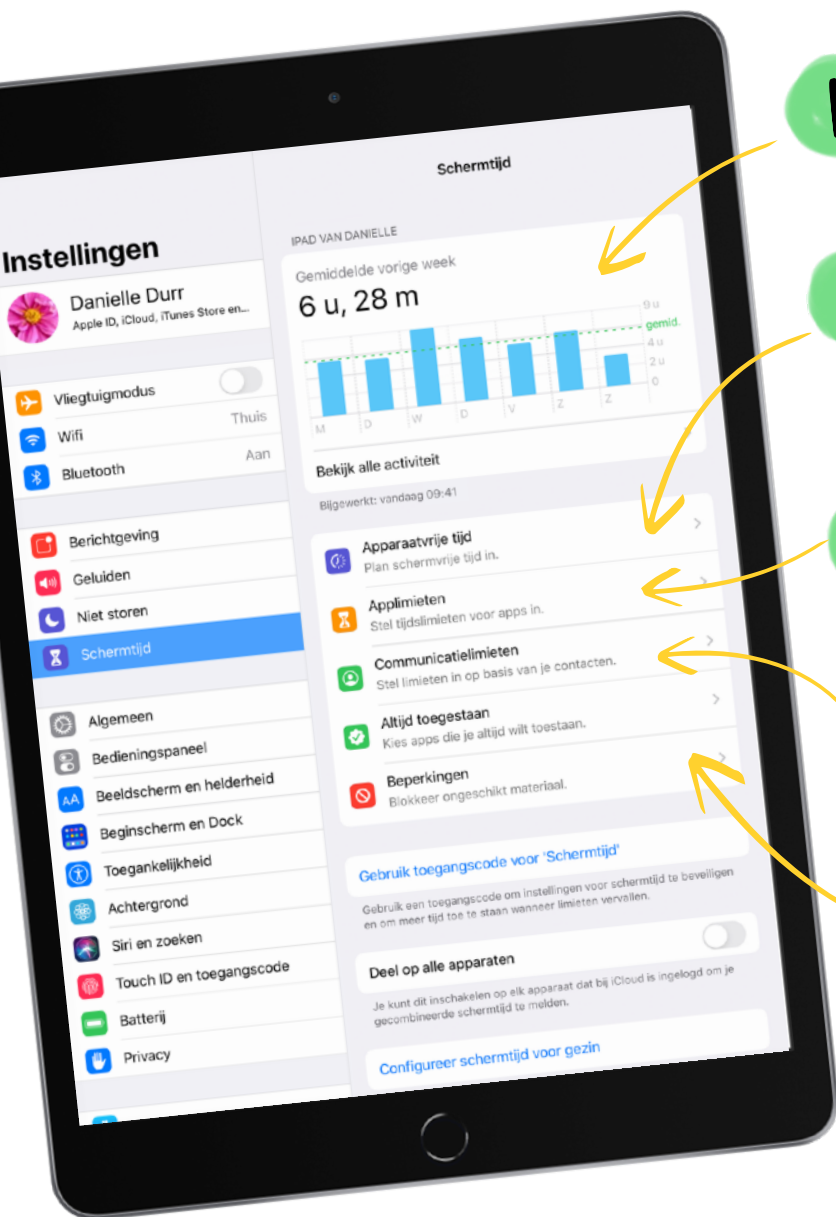 Instellingen
Danielle Durr
Apple ID, iCloud, iTunes Store en...
Vliegtuigmodus
Wifi
Thuis
Bluetooth
Aan
Berichtgeving
Geluiden
Niet storen
Schermtijd
Algemeen
Bedieningspaneel
AA
Beeldscherm en helderheid
Beginscherm en Dock
Toegankelijkheid
Achtergrond
Siri en zoeken
Touch ID en toegangscode
Batterij
Privacy
Schermtijd
IPAD VAN DANIELLE
Gemiddelde vorige week
6 u, 28 m
9 u
gemid.
4 u
2 u
0
M D W D V Z Z
Bekijk alle activiteit
Bijgewerkt: vandaag 09:41
Apparaatvrije tijd
Plan schermvrije tijd in.
Applimieten
Stel tijdslimieten voor apps in.
Communicatielimieten
Stel limieten in op basis van je contacten.
Altijd toegestaan
Kies apps die je altijd wilt toestaan.
Beperkingen
Blokkeer ongeschikt materiaal.
Gebruik toegangscode voor 'Schermtijd'
Gebruik een toegangscode om instellingen voor schermtijd te beveiligen
en om meer tijd toe te staan wanneer limieten vervallen.
Deel op alle apparaten
Je kunt dit inschakelen op elk apparaat dat bij iCloud is ingelogd om je
gecombineerde schermtijd te melden.
Configureer schermtijd voor gezin